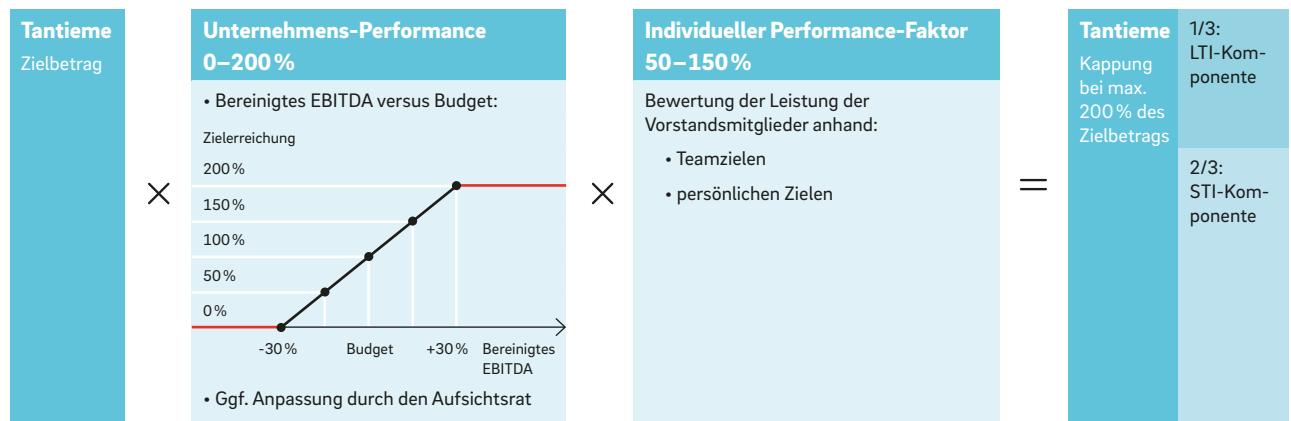 Tantieme
Zielbetrag
×
Unternehmens-Performance
0–200 %
• Bereinigtes EBITDA versus Budget:
Zielerreichung
200 %
150 %
100 %
50 %
0 %
-30 %
Budget
+30 %
Bereinigtes
EBITDA
• Ggf. Anpassung durch den Aufsichtsrat
×
Individueller Performance-Faktor
50–150 %
Bewertung der Leistung der
Vorstandsmitglieder anhand:
• Teamzielen
• persönlichen Zielen
=
Tantieme
Kappung
bei max.
200 % des
Zielbetrags
1/3:
LTI-Kom-
ponente
2/3:
STI-Kom-
ponente